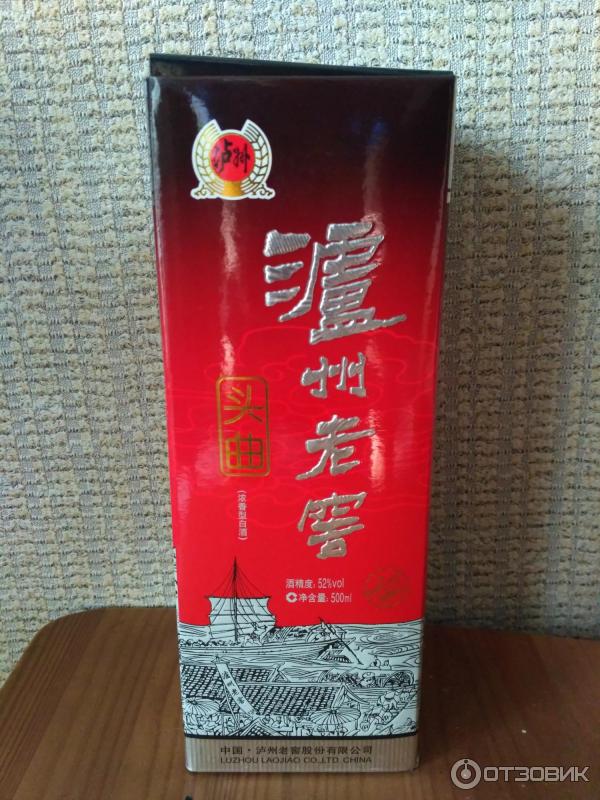 泸州
瀘州老窖
头曲
(浓香型白酒)
酒精度: 52%vol
净含量: 500ml
中国·泸州老窖股份有限公司
LUZHOU LAOJIAO CO.,LTD. CHINA
ОТЗОВИК